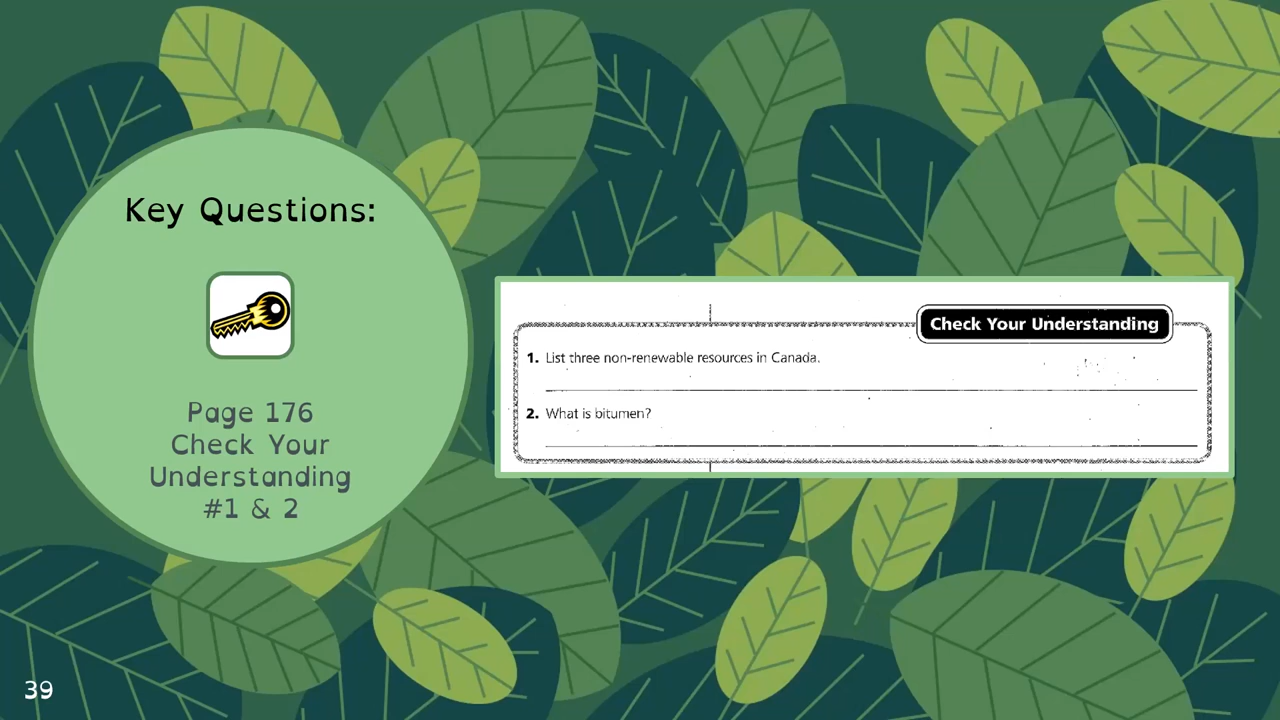 Key Questions:
Page 176
Check Your
Understanding
#1 & 2
Check Your Understanding
1. List three non-renewable resources in Canada.
2. What is bitumen?
39